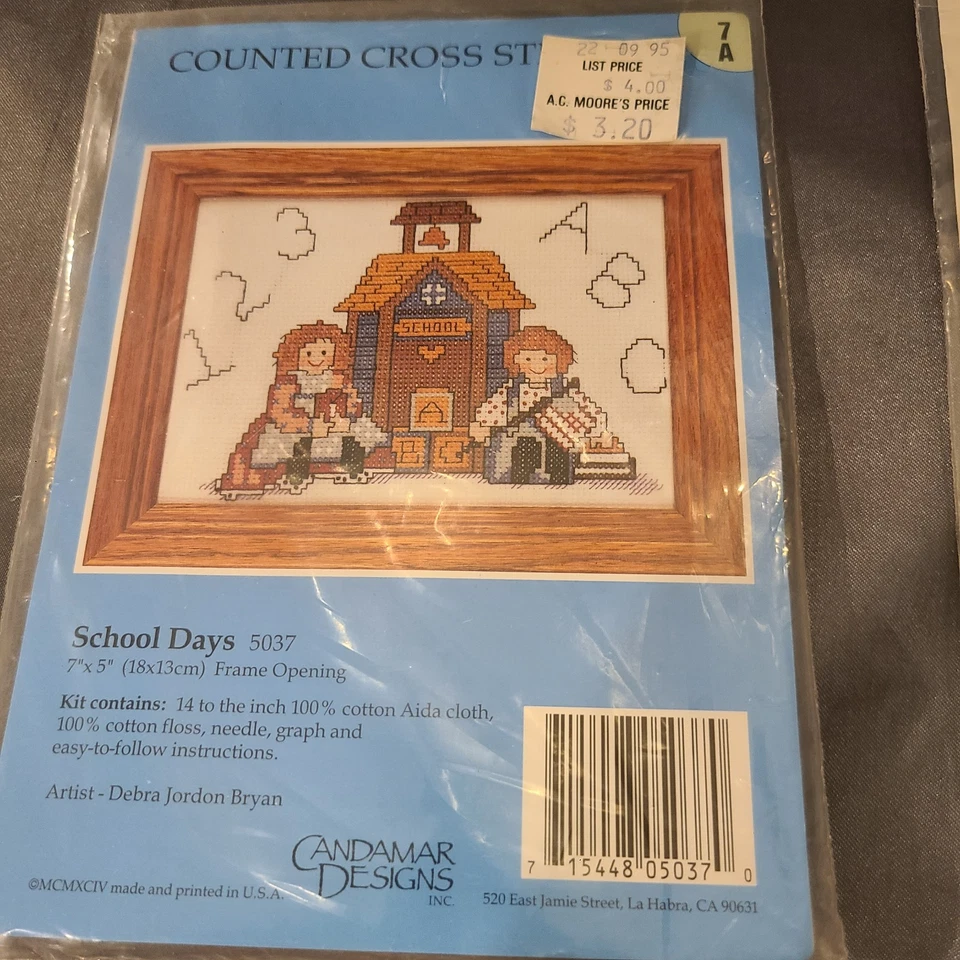 COUNTED CROSS ST
7
A
22 09 95
LIST PRICE
$ 4.00
A.C. MOORE'S PRICE
$ 3.20
3
A
2
B
1
SCHOOL
C
A
B C
School Days 5037
7"x 5" (18x13cm) Frame Opening
Kit contains: 14 to the inch 100% cotton Aida cloth,
100% cotton floss, needle, graph and
easy-to-follow instructions.
Artist - Debra Jordon Bryan
CANDAMAR
DESIGNS
INC.
7 15448 05037 0
©MCMXCIV made and printed in U.S.A.
520 East Jamie Street, La Habra, CA 90631